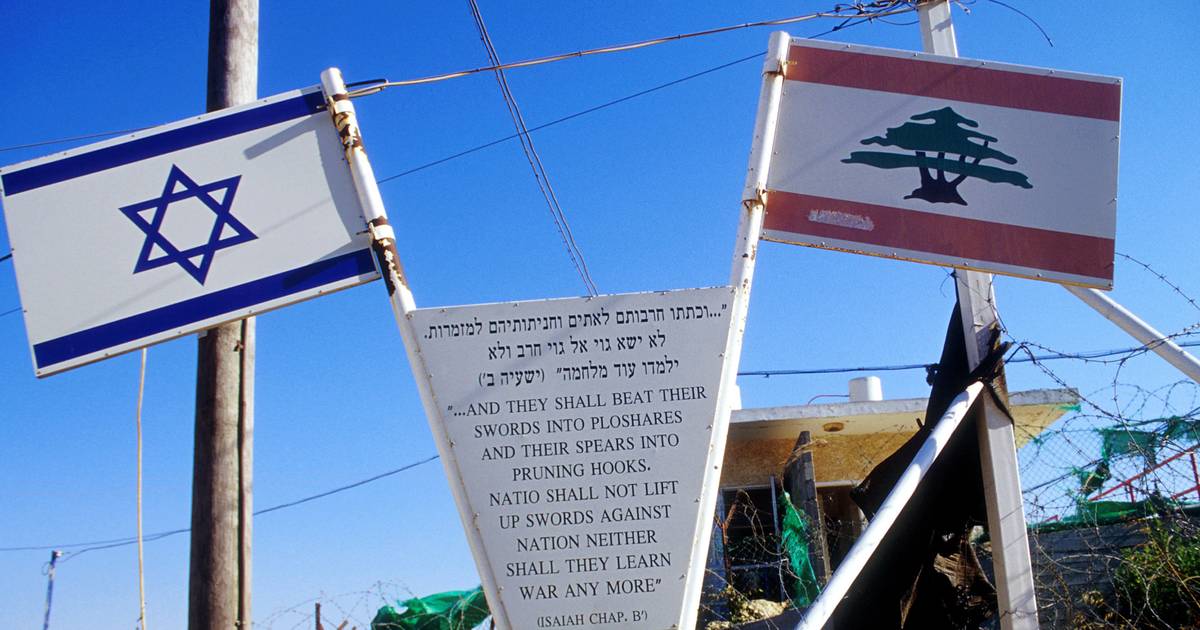 "...וכתתו חרבותם לאתים וחניתותיהם למזמרות.
לא ישא גוי אל גוי חרב ולא
ילמדו עוד מלחמה" (ישעיה ב')
"...AND THEY SHALL BEAT THEIR
SWORDS INTO PLOSHARES
AND THEIR SPEARS INTO
PRUNING HOOKS.
NATIO SHALL NOT LIFT
UP SWORDS AGAINST
NATION NEITHER
SHALL THEY LEARN
WAR ANY MORE"
(ISAIAH CHAP. B')